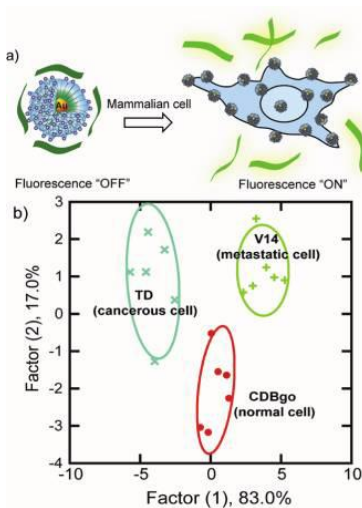 a)
Au
Mammalian cell
Fluorescence "OFF"
Fluorescence "ON"
b)
3
2
1
0
-1
-2
-3
-4
Factor (2), 17.0%
V14
(metastatic cell)
TD
(cancerous cell)
CDBgo
(normal cell)
-10
-5
0
5
10
Factor (1), 83.0%